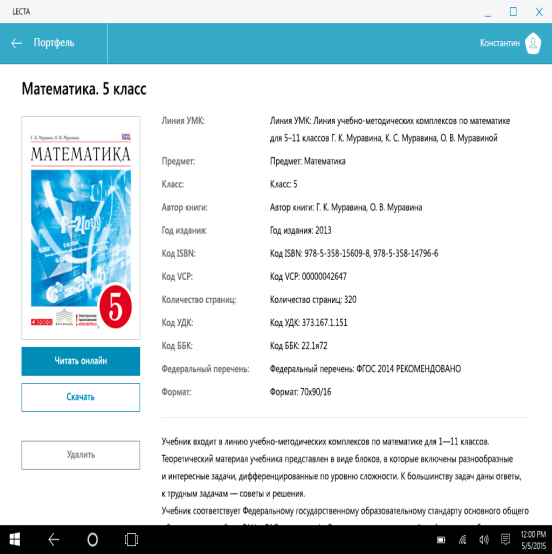 LECTA
Портфель
Константин
Математика. 5 класс
Г. К. Муравин, О. В. Муравина
МАТЕМАТИКА
5
Линия УМК: Линия УМК: Линия учебно-методических комплексов по математике
для 5–11 классов Г. К. Муравина, К. С. Муравина, О. В. Муравиной
Предмет: Предмет: Математика
Класс: Класс: 5
Автор книги: Автор книги: Г. К. Муравин, О. В. Муравина
Год издания: Год издания: 2013
Код ISBN: Код ISBN: 978-5-358-15609-8, 978-5-358-14796-6
Код VCP: Код VCP: 00000042647
Количество страниц: Количество страниц: 320
Код УДК: Код УДК: 373.167.1.151
Код ББК: Код ББК: 22.1я72
Федеральный перечень: Федеральный перечень: ФГОС 2014 РЕКОМЕНДОВАНО
Формат: Формат: 70x90/16
Читать онлайн
Скачать
Удалить
Учебник входит в линию учебно-методических комплексов по математике для 1—11 классов.
Теоретический материал учебника представлен в виде блоков, в которые включены разнообразные
и интересные задачи, дифференцированные по уровню сложности. К большинству задач даны ответы,
к трудным задачам — советы и решения.
Учебник соответствует Федеральному государственному образовательному стандарту основного общего
12:00 PM
5/5/2015